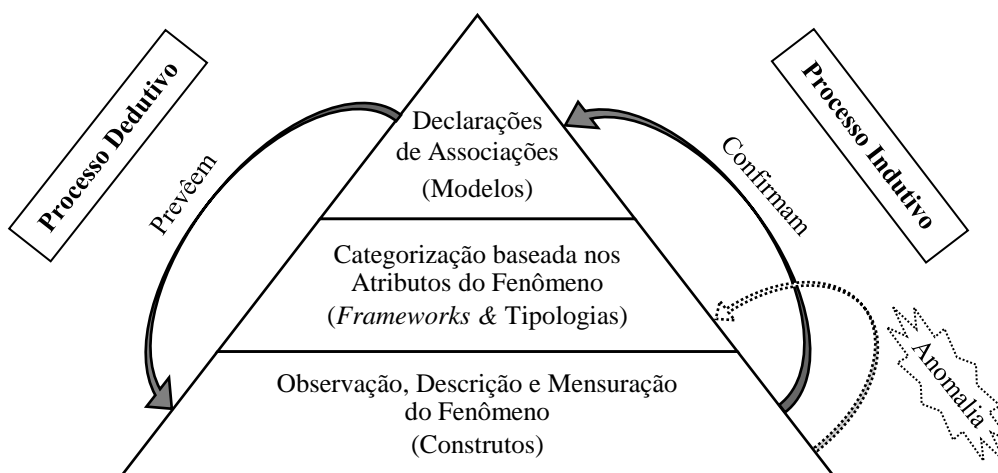 Processo Dedutivo
Prevêem
Declarações
de Associações
(Modelos)
Categorização baseada nos
Atributos do Fenômeno
(Frameworks & Tipologias)
Observação, Descrição e Mensuração
do Fenômeno
(Construtos)
Confirmam
Processo Indutivo
Anomalia